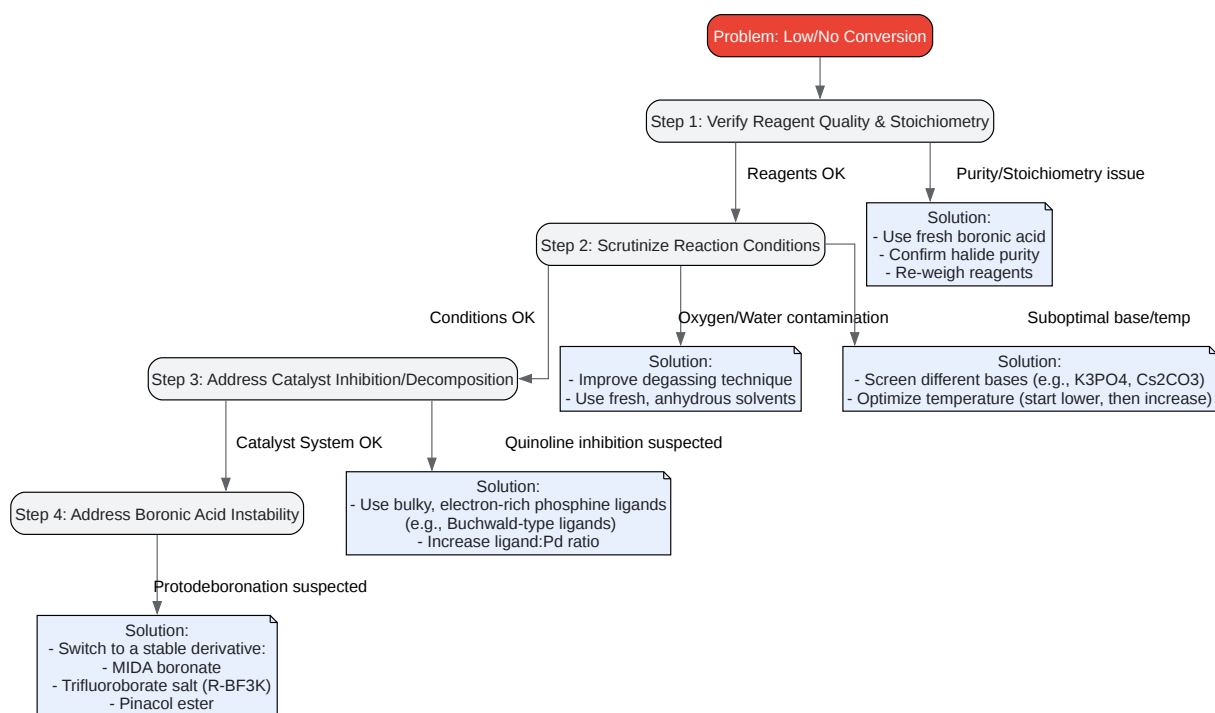 Problem: Low/No Conversion
Step 1: Verify Reagent Quality & Stoichiometry
Reagents OK
Purity/Stoichiometry issue
Solution:
- Use fresh boronic acid
- Confirm halide purity
- Re-weigh reagents
Step 2: Scrutinize Reaction Conditions
Conditions OK
Oxygen/Water contamination
Suboptimal base/temp
Step 3: Address Catalyst Inhibition/Decomposition
Solution:
- Improve degassing technique
- Use fresh, anhydrous solvents
Solution:
- Screen different bases (e.g., K3PO4, Cs2CO3)
- Optimize temperature (start lower, then increase)
Catalyst System OK
Quinoline inhibition suspected
Step 4: Address Boronic Acid Instability
Solution:
- Use bulky, electron-rich phosphine ligands
(e.g., Buchwald-type ligands)
- Increase ligand:Pd ratio
Protodeboronation suspected
Solution:
- Switch to a stable derivative:
- MIDA boronate
- Trifluoroborate salt (R-BF3K)
- Pinacol ester